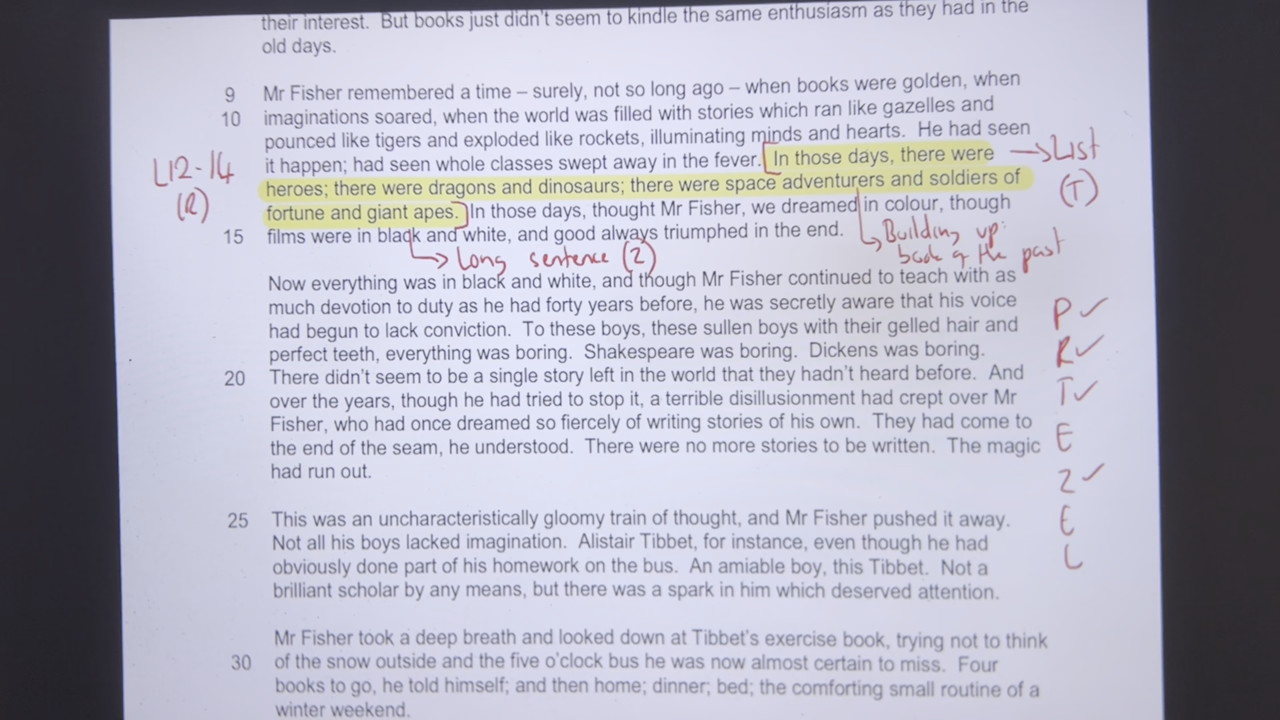 their interest. But books just didn't seem to kindle the same enthusiasm as they had in the
old days.
9 Mr Fisher remembered a time – surely, not so long ago – when books were golden, when
10 imaginations soared, when the world was filled with stories which ran like gazelles and
pounced like tigers and exploded like rockets, illuminating minds and hearts. He had seen
it happen; had seen whole classes swept away in the fever. In those days, there were
heroes; there were dragons and dinosaurs; there were space adventurers and soldiers of
fortune and giant apes. In those days, thought Mr Fisher, we dreamed in colour, though
15 films were in black and white, and good always triumphed in the end.
L12-14
(R)
→ List
(T)
Building up
back of the past
→ Long sentence (2)
Now everything was in black and white, and though Mr Fisher continued to teach with as
much devotion to duty as he had forty years before, he was secretly aware that his voice
had begun to lack conviction. To these boys, these sullen boys with their gelled hair and
perfect teeth, everything was boring. Shakespeare was boring. Dickens was boring.
20 There didn't seem to be a single story left in the world that they hadn't heard before. And
over the years, though he had tried to stop it, a terrible disillusionment had crept over Mr
Fisher, who had once dreamed so fiercely of writing stories of his own. They had come to
the end of the seam, he understood. There were no more stories to be written. The magic
had run out.
P ✓
R ✓
T ✓
E
2 ✓
E
L
25 This was an uncharacteristically gloomy train of thought, and Mr Fisher pushed it away.
Not all his boys lacked imagination. Alistair Tibbet, for instance, even though he had
obviously done part of his homework on the bus. An amiable boy, this Tibbet. Not a
brilliant scholar by any means, but there was a spark in him which deserved attention.
Mr Fisher took a deep breath and looked down at Tibbet's exercise book, trying not to think
30 of the snow outside and the five o'clock bus he was now almost certain to miss. Four
books to go, he told himself; and then home; dinner; bed; the comforting small routine of a
winter weekend.